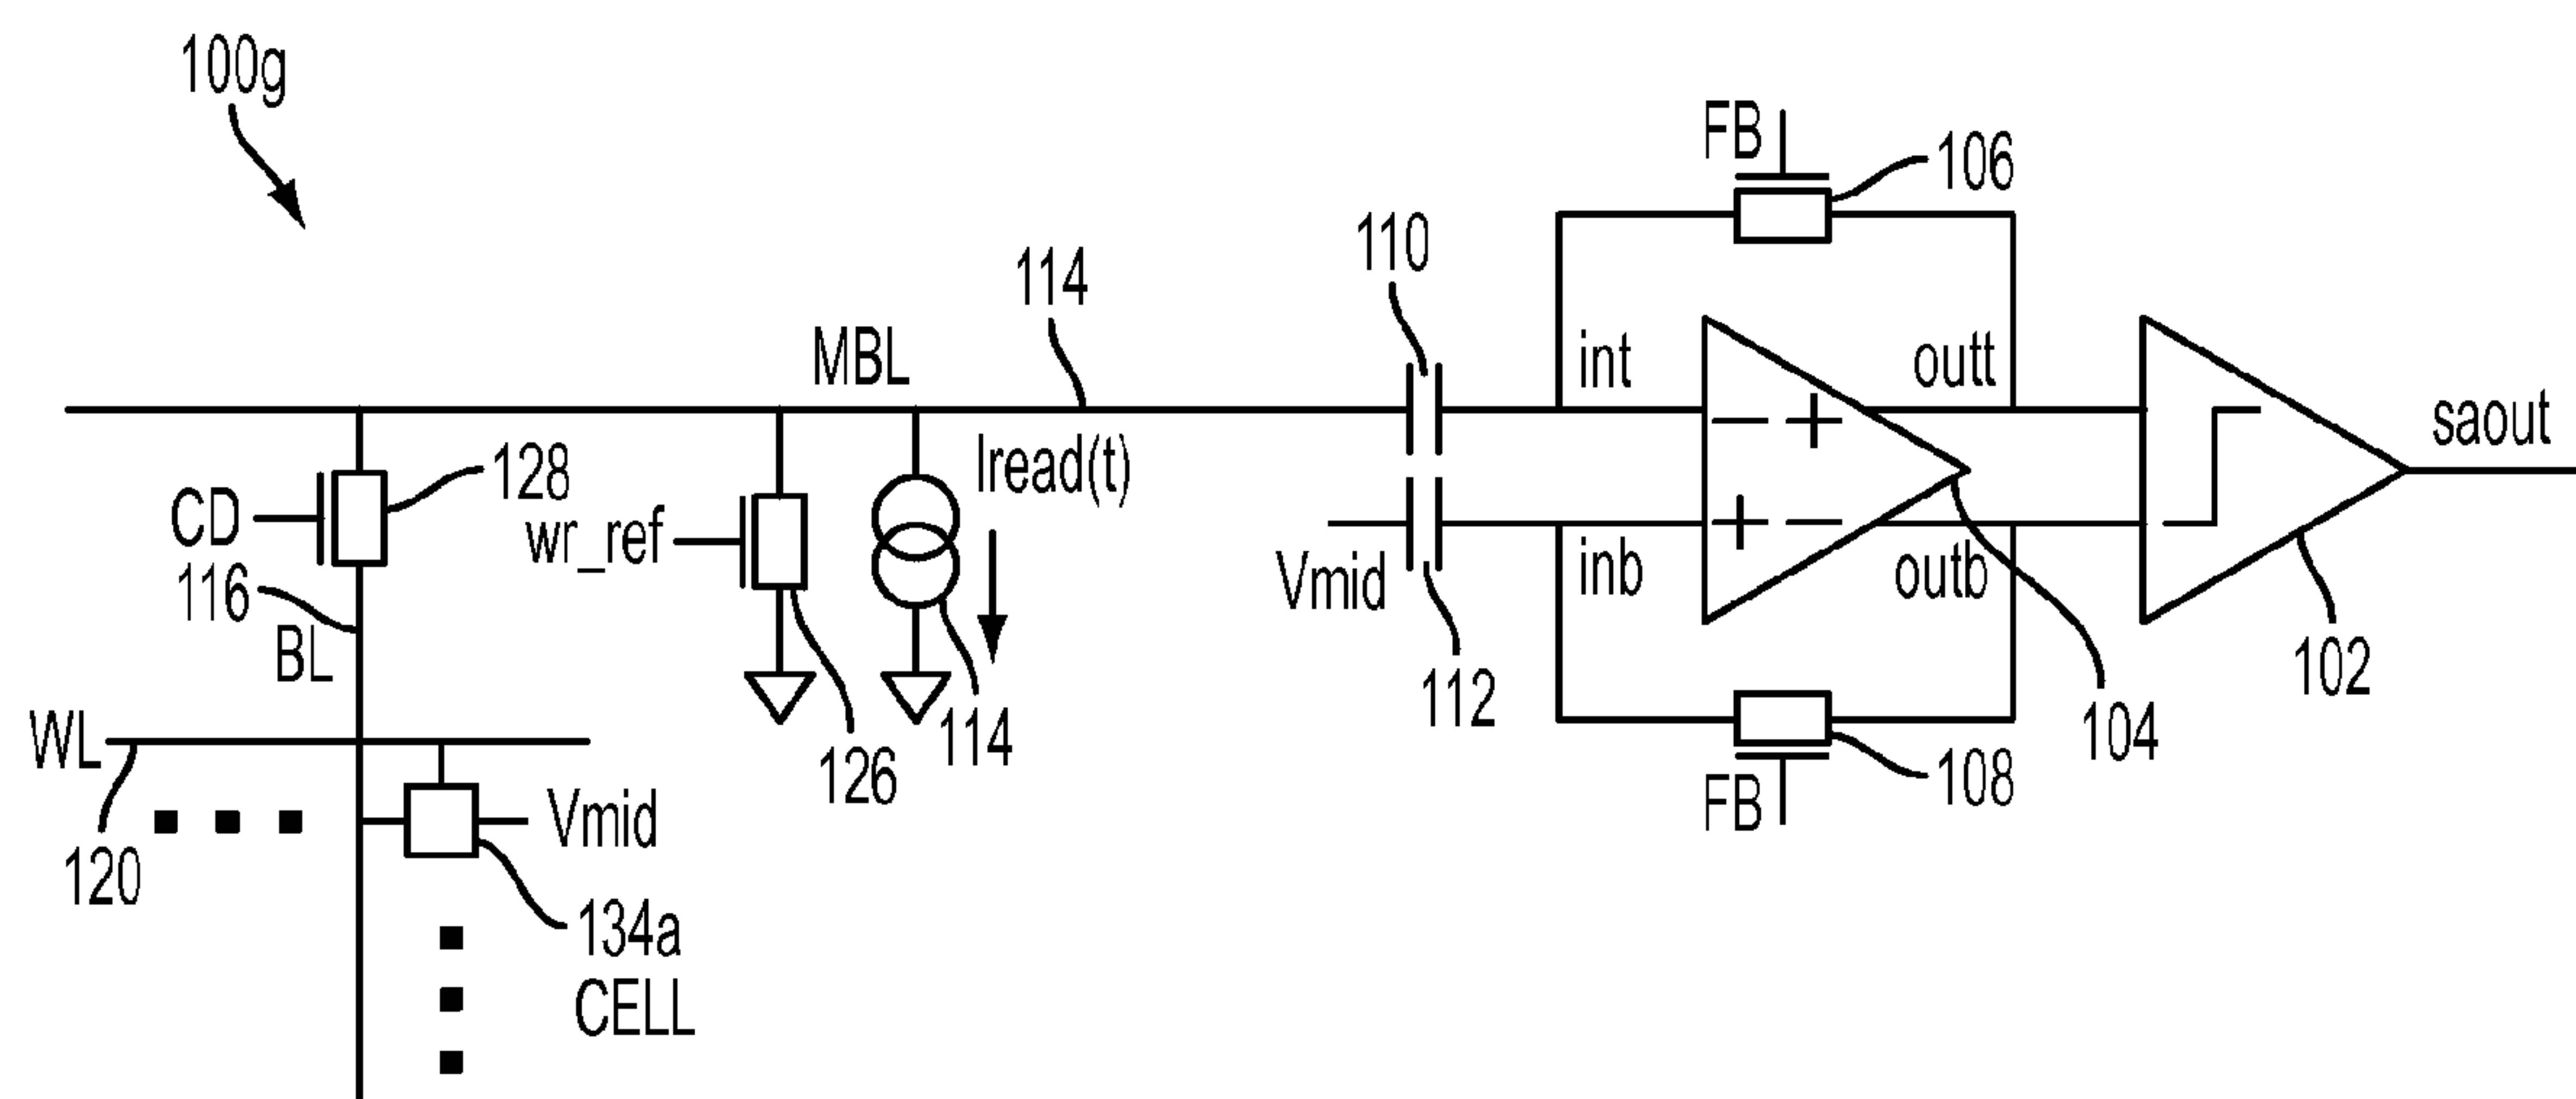 100g
FB
106
110
114
MBL
int
outt
Iread(t)
saout
128
CD
wr_ref
116
BL
Vmid
inb
outb
112
102
104
WL
126
114
108
FB
Vmid
120
134a
CELL